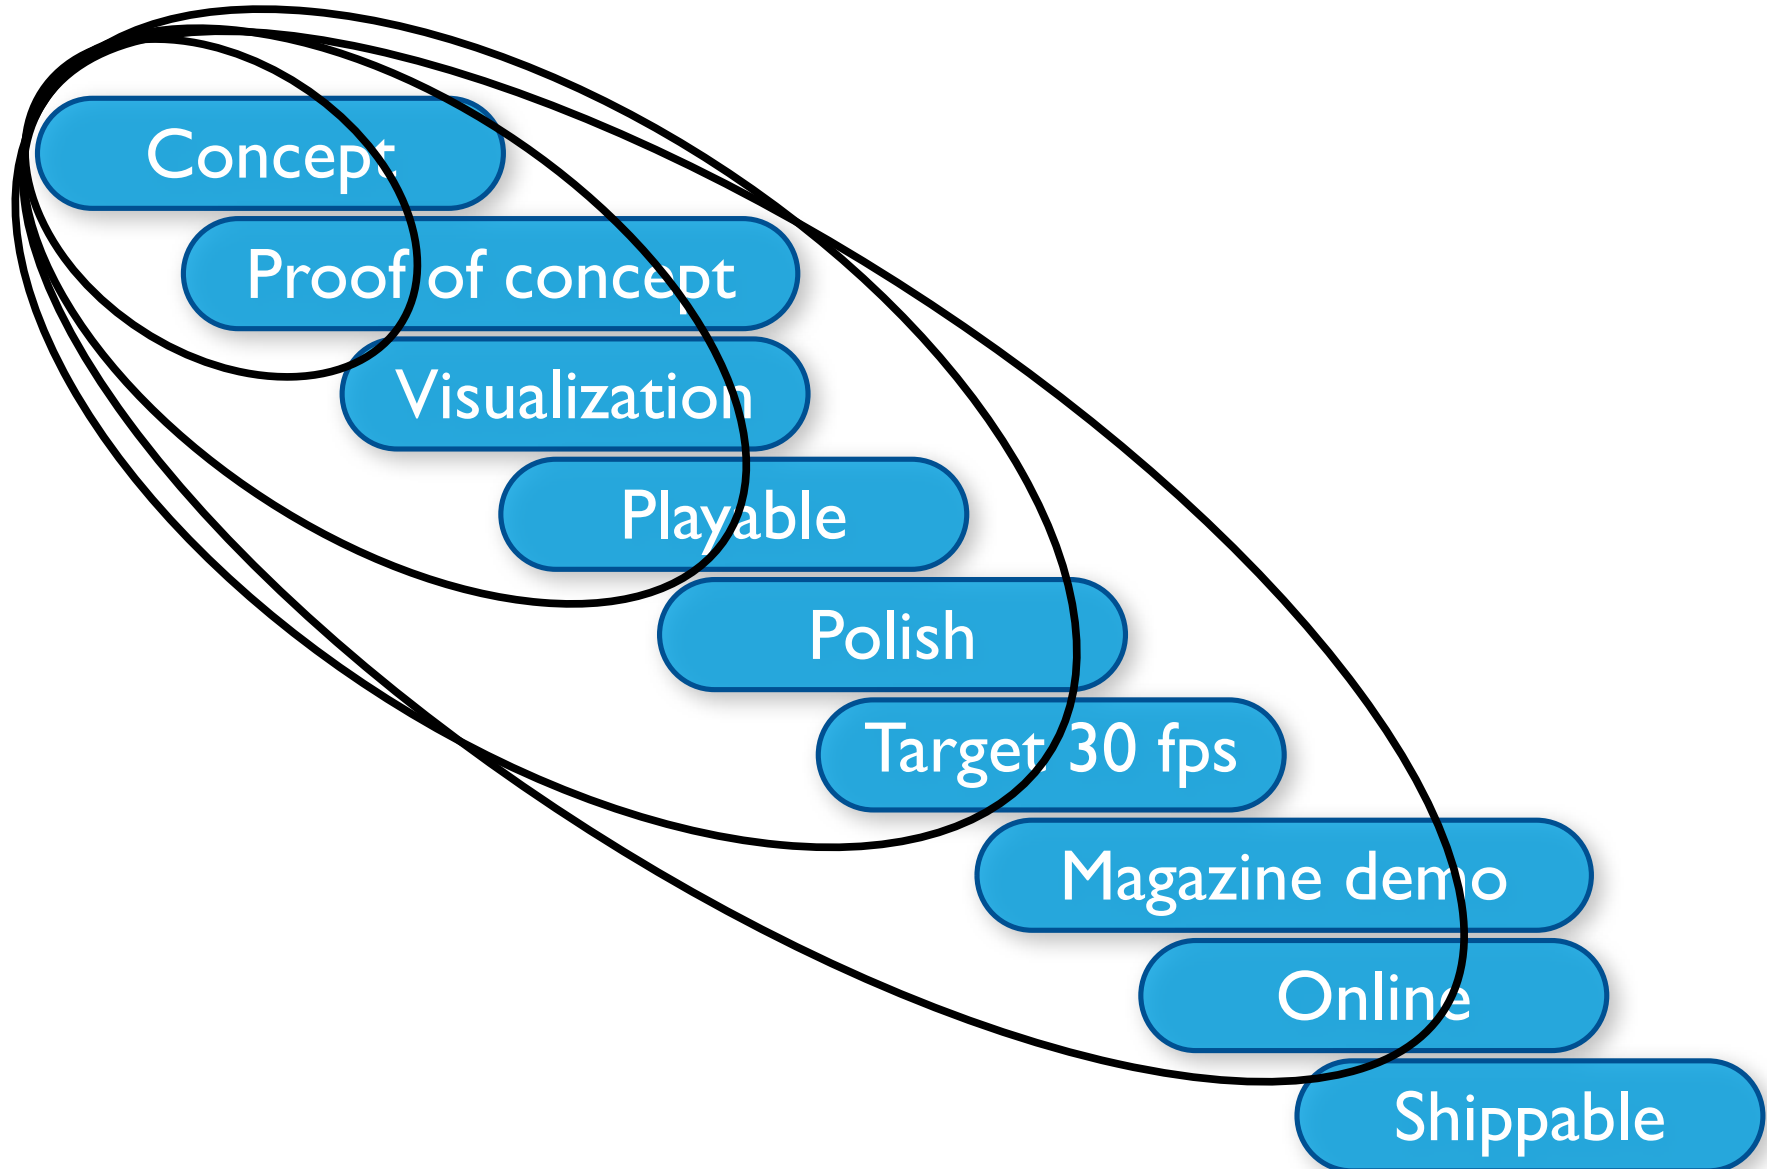 Concept
Proof of concept
Visualization
Playable
Polish
Target 30 fps
Magazine demo
Online
Shippable